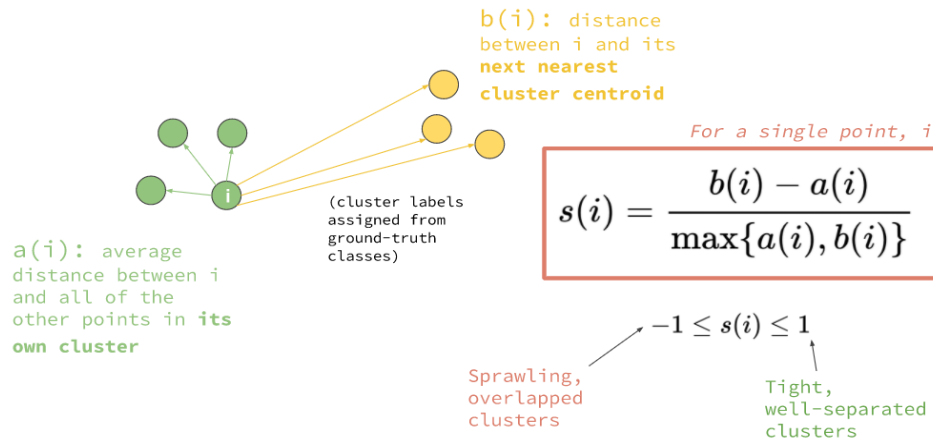 b(i): distance
between i and its
next nearest
cluster centroid
For a single point, i
i
(cluster labels
assigned from
ground-truth
classes)
s(i) = \frac{b(i) - a(i)}{\max\{a(i), b(i)\}}
a(i): average
distance between i
and all of the
other points in its
own cluster
-1 ≤ s(i) ≤ 1
Sprawling,
overlapped
clusters
Tight,
well-separated
clusters